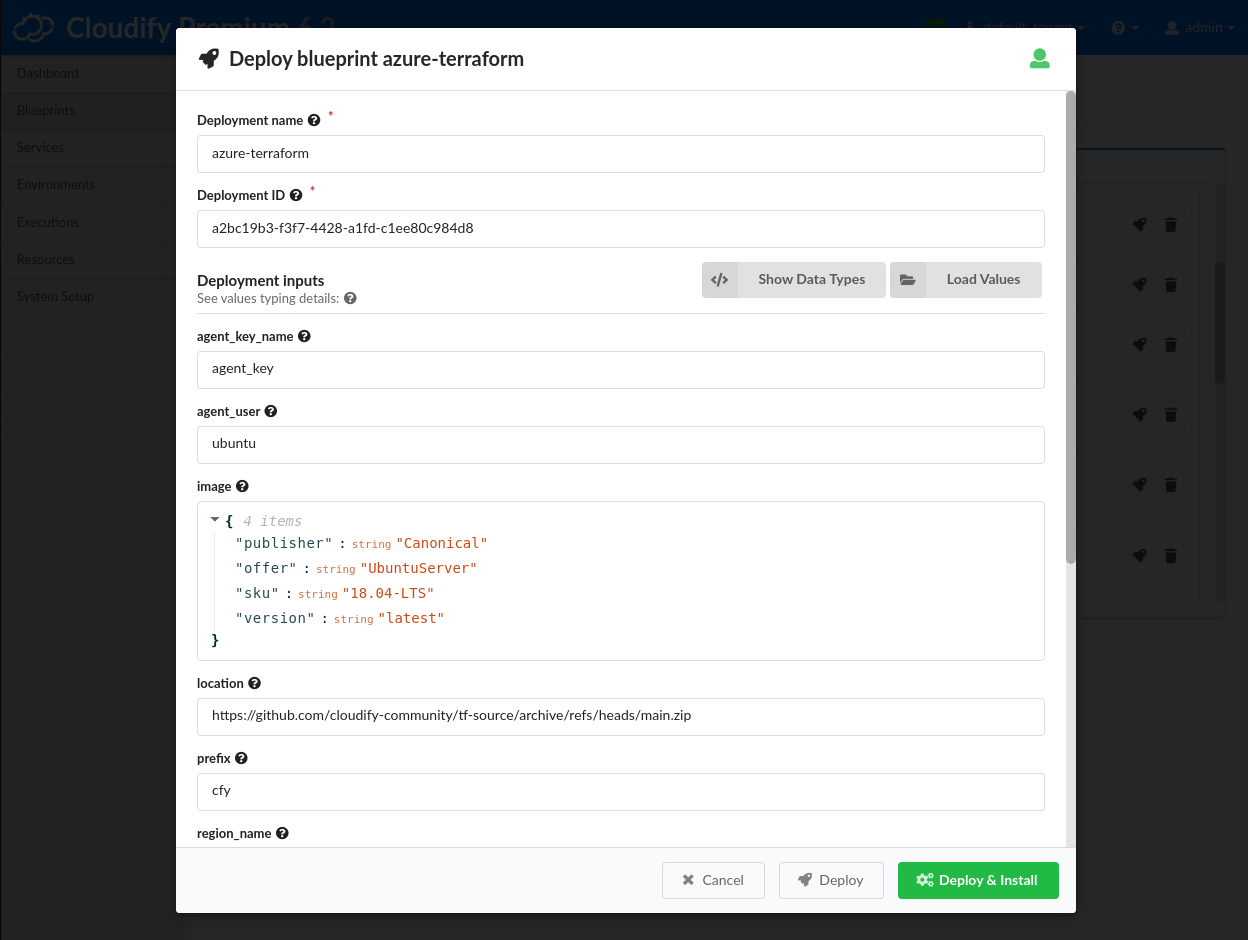 Cloudify Premium 6.2
default_tenant
admin
Deploy blueprint azure-terraform
Dashboard
Blueprints
Services
Environments
Executions
Resources
System Setup
Deployment name *
azure-terraform
Deployment ID *
a2bc19b3-f3f7-4428-a1fd-c1ee80c984d8
Deployment inputs
See values typing details:
Show Data Types
Load Values
agent_key_name
agent_key
agent_user
ubuntu
image
{ 4 items
"publisher" : string "Canonical"
"offer" : string "UbuntuServer"
"sku" : string "18.04-LTS"
"version" : string "latest"
}
location
https://github.com/cloudify-community/tf-source/archive/refs/heads/main.zip
prefix
cfy
region_name
Cancel
Deploy
Deploy & Install